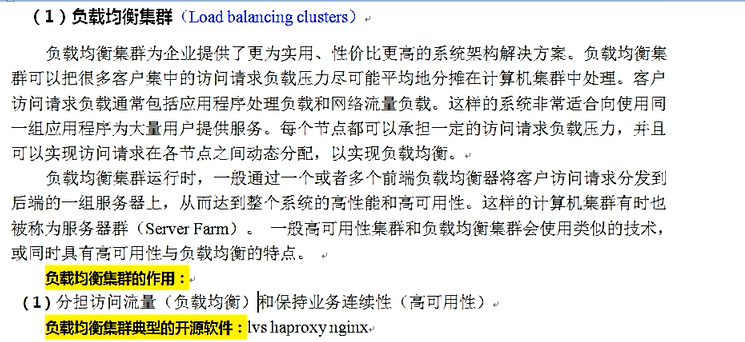 （1）负载均衡集群（Load balancing clusters）
负载均衡集群为企业提供了更为实用、性价比更高的系统架构解决方案。负载均衡集
群可以把很多客户集中的访问请求负载压力尽可能平均地分摊在计算机集群中处理。客户
访问请求负载通常包括应用程序处理负载和网络流量负载。这样的系统非常适合向使用同
一组应用程序为大量用户提供服务。每个节点都可以承担一定的访问请求负载压力，并且
可以实现访问请求在各节点之间动态分配，以实现负载均衡。
负载均衡集群运行时，一般通过一个或者多个前端负载均衡器将客户访问请求分发到
后端的一组服务器上，从而达到整个系统的高性能和高可用性。这样的计算机集群有时也
被称为服务器群（Server Farm）。 一般高可用性集群和负载均衡集群会使用类似的技术，
或同时具有高可用性与负载均衡的特点。
负载均衡集群的作用：
（1）分担访问流量（负载均衡）和保持业务连续性（高可用性）
负载均衡集群典型的开源软件：lvs haproxy nginx